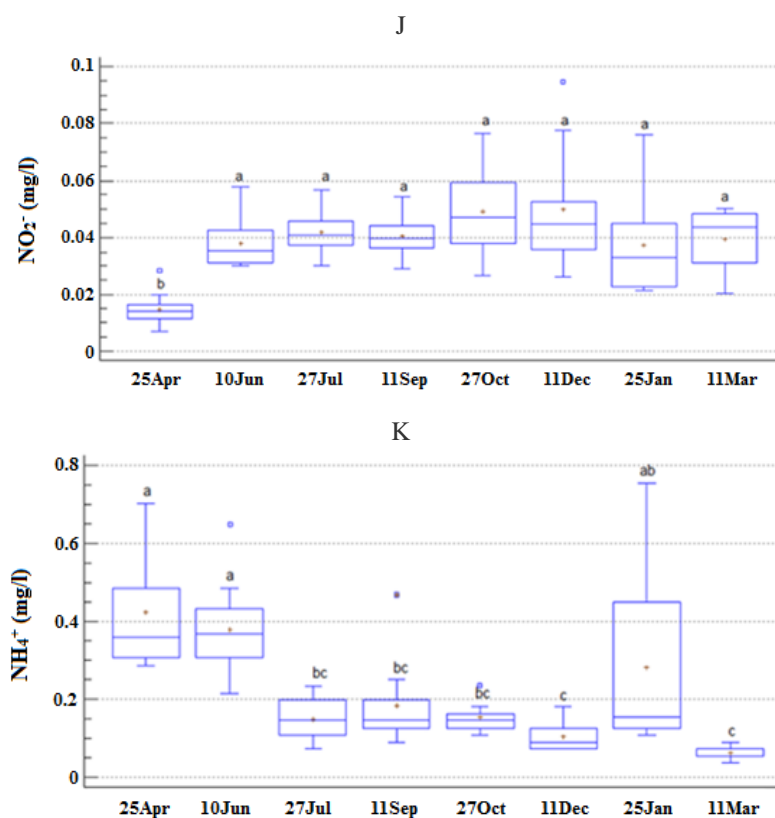 J
0.1
a a
a a a
0.08
a a
a
0.06
0.04
b
0.02
0
NO₂⁻ (mg/l)
25Apr 10Jun 27Jul 11Sep 27Oct 11Dec 25Jan 11Mar
K
0.8
ab
a
0.6
a
0.4
bc bc
0.2
bc c
c
0
NH₄⁺ (mg/l)
25Apr 10Jun 27Jul 11Sep 27Oct 11Dec 25Jan 11Mar